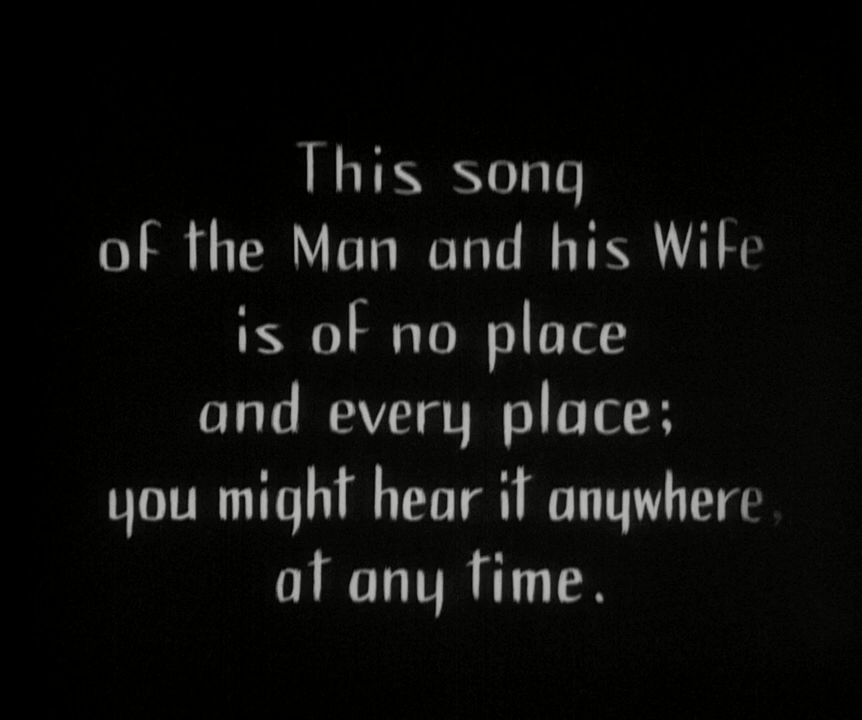 This song
of the Man and his Wife
is of no place
and every place;
you might hear it anywhere,
at any time.